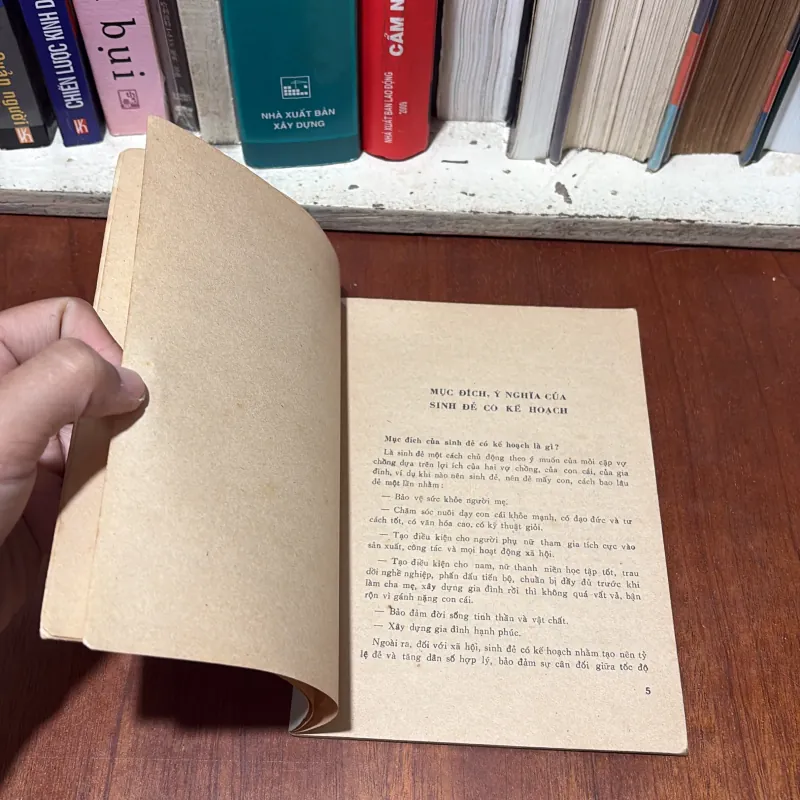 Quẳn người
CHIẾN LƯỢC KINH D
bụi
NHÀ XUẤT BẢN
XÂY DỰNG
CẨM N
NHÀ XUẤT BẢN LAO ĐỘNG
2005
MỤC ĐÍCH, Ý NGHĨA CỦA
SINH ĐẺ CÓ KẾ HOẠCH
Mục đích của sinh đẻ có kế hoạch là gì?
Là sinh đẻ một cách chủ động theo ý muốn của mỗi cặp vợ
chồng dựa trên lợi ích của hai vợ chồng, của con cái, của gia
đình, ví dụ khi nào nên sinh đẻ, nên đẻ mấy con, cách bao lâu
đẻ một lần nhằm:
— Bảo vệ sức khỏe người mẹ.
— Chăm sóc nuôi dạy con cái khỏe mạnh, có đạo đức và tư
cách tốt, có văn hóa cao, có kỹ thuật giỏi.
— Tạo điều kiện cho người phụ nữ tham gia tích cực vào
sản xuất, công tác và mọi hoạt động xã hội.
— Tạo điều kiện cho nam, nữ thanh niên học tập tốt, trau
dồi nghề nghiệp, phấn đấu tiến bộ, chuẩn bị đầy đủ trước khi
làm cha mẹ, xây dựng gia đình rồi thì không quá vất vả, bận
rộn vì gánh nặng con cái.
— Bảo đảm đời sống tinh thần và vật chất.
— Xây dựng gia đình hạnh phúc.
Ngoài ra, đối với xã hội, sinh đẻ có kế hoạch nhằm tạo nên tỷ
lệ đẻ và tăng dân số hợp lý, bảo đảm sự cân đối giữa tốc độ
5